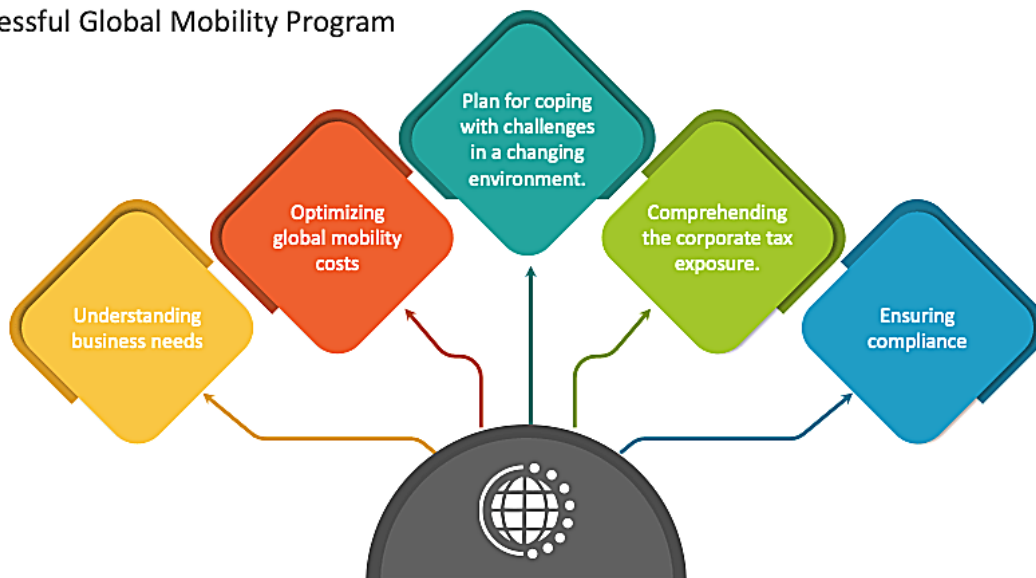 essful Global Mobility Program
Plan for coping
with challenges
in a changing
environment.
Optimizing
global mobility
costs
Comprehending
the corporate tax
exposure.
Understanding
business needs
Ensuring
compliance